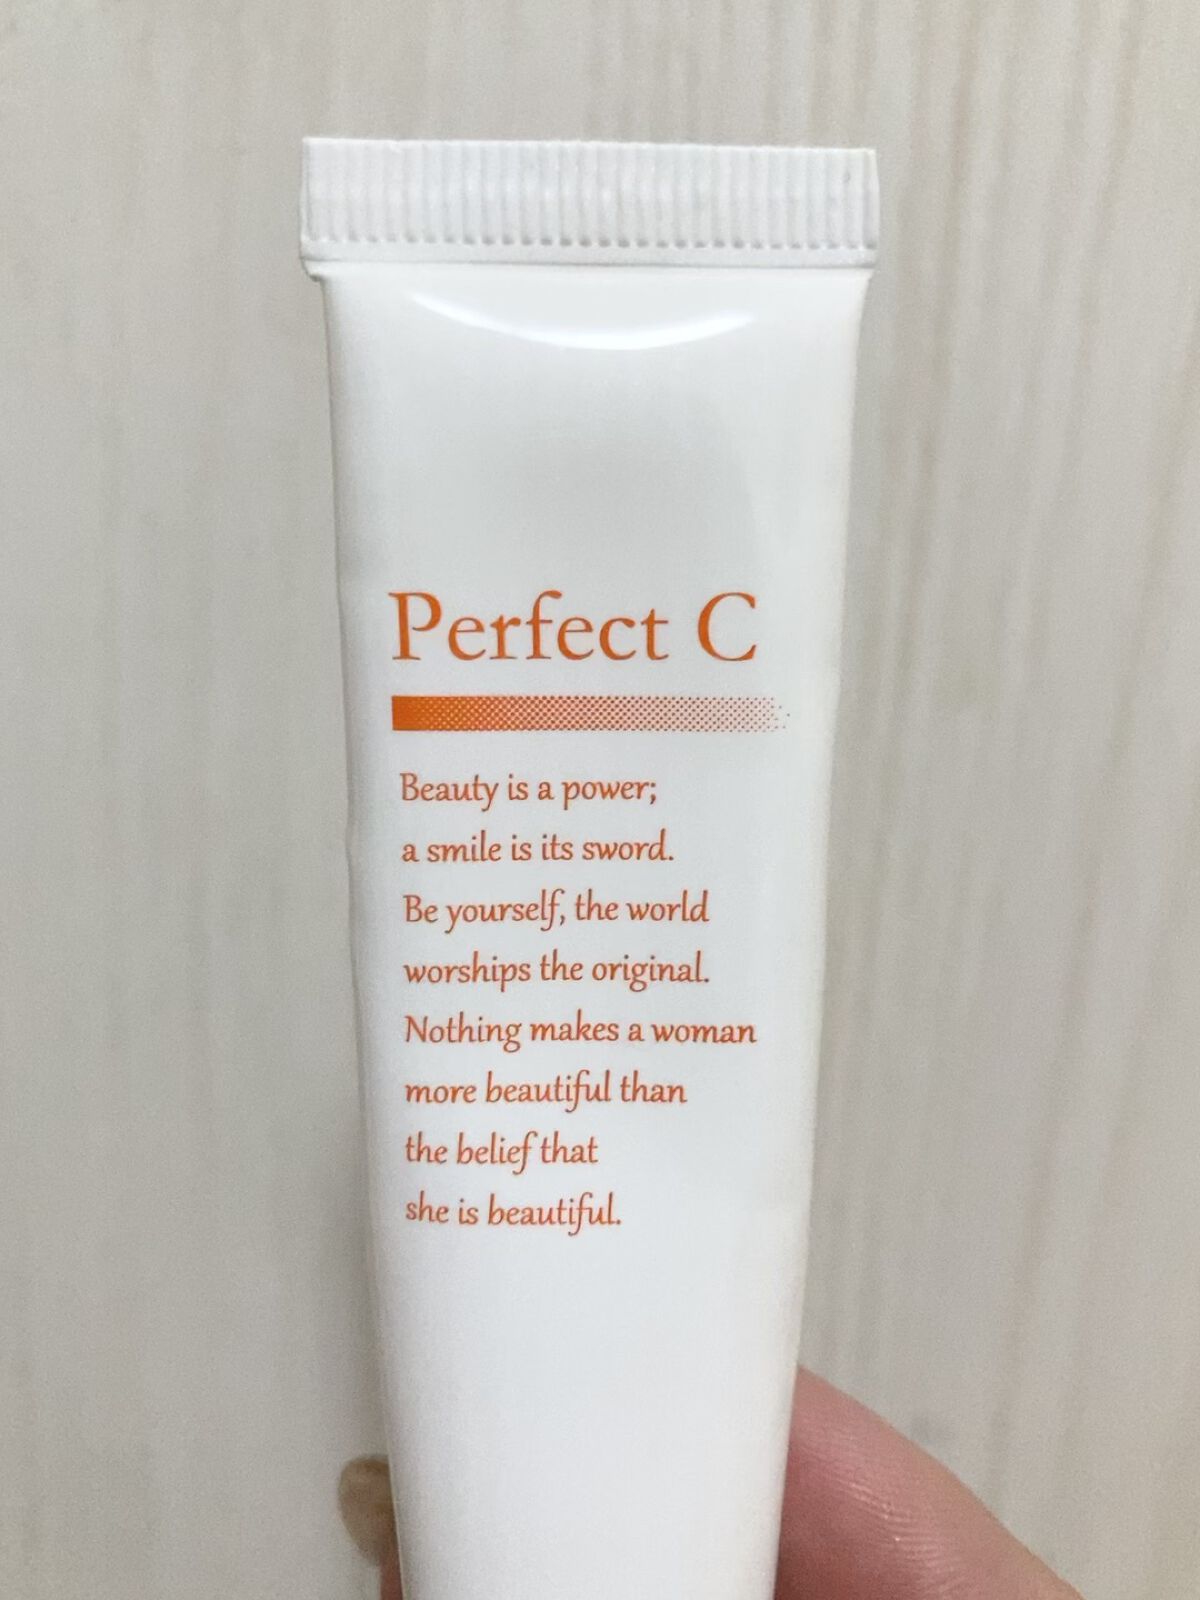 Perfect C
Beauty is a power;
a smile is its sword.
Be yourself, the world
worships the original.
Nothing makes a woman
more beautiful than
the belief that
she is beautiful.